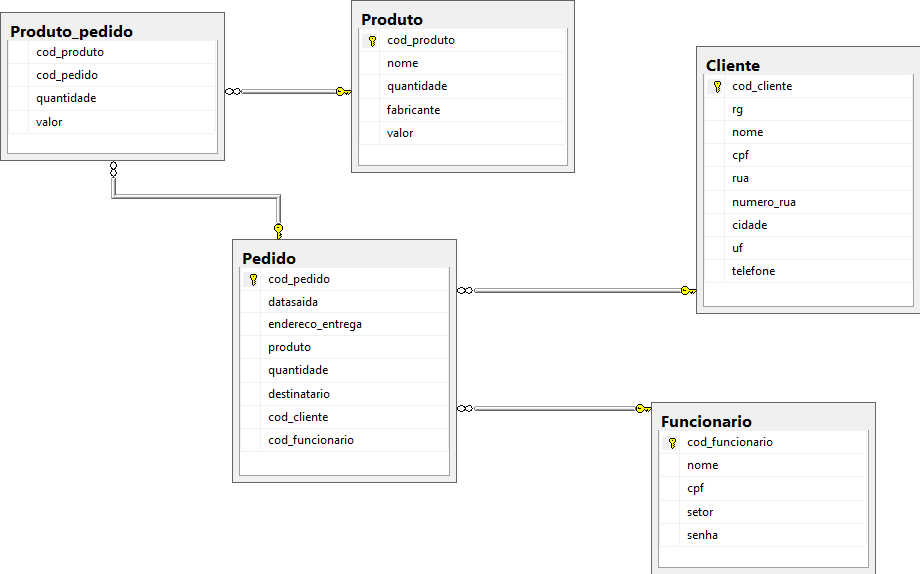 Produto_pedido
cod_produto
cod_pedido
quantidade
valor
Produto
cod_produto
nome
quantidade
fabricante
valor
Cliente
cod_cliente
rg
nome
cpf
rua
numero_rua
cidade
uf
telefone
Pedido
cod_pedido
datasaida
endereco_entrega
produto
quantidade
destinatario
cod_cliente
cod_funcionario
Funcionario
cod_funcionario
nome
cpf
setor
senha